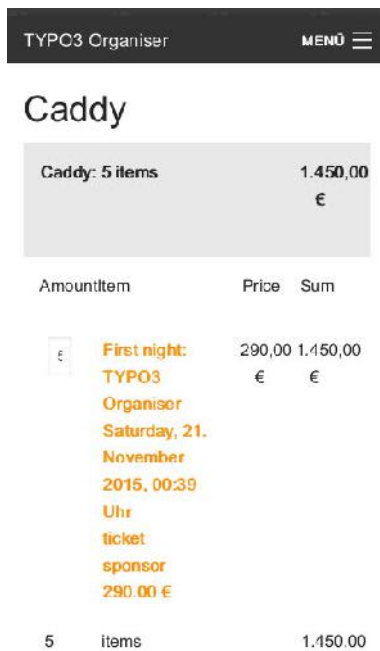 TYPO3 Organiser MENÜ
Caddy
Caddy: 5 items 1.450,00
€
Amount Item Price Sum
5 First night: 290,00 1.450,00
TYPO3 € €
Organiser
Saturday, 21.
November
2015, 00:39
Uhr
ticket
sponsor
290.00 €
5 items 1.450.00